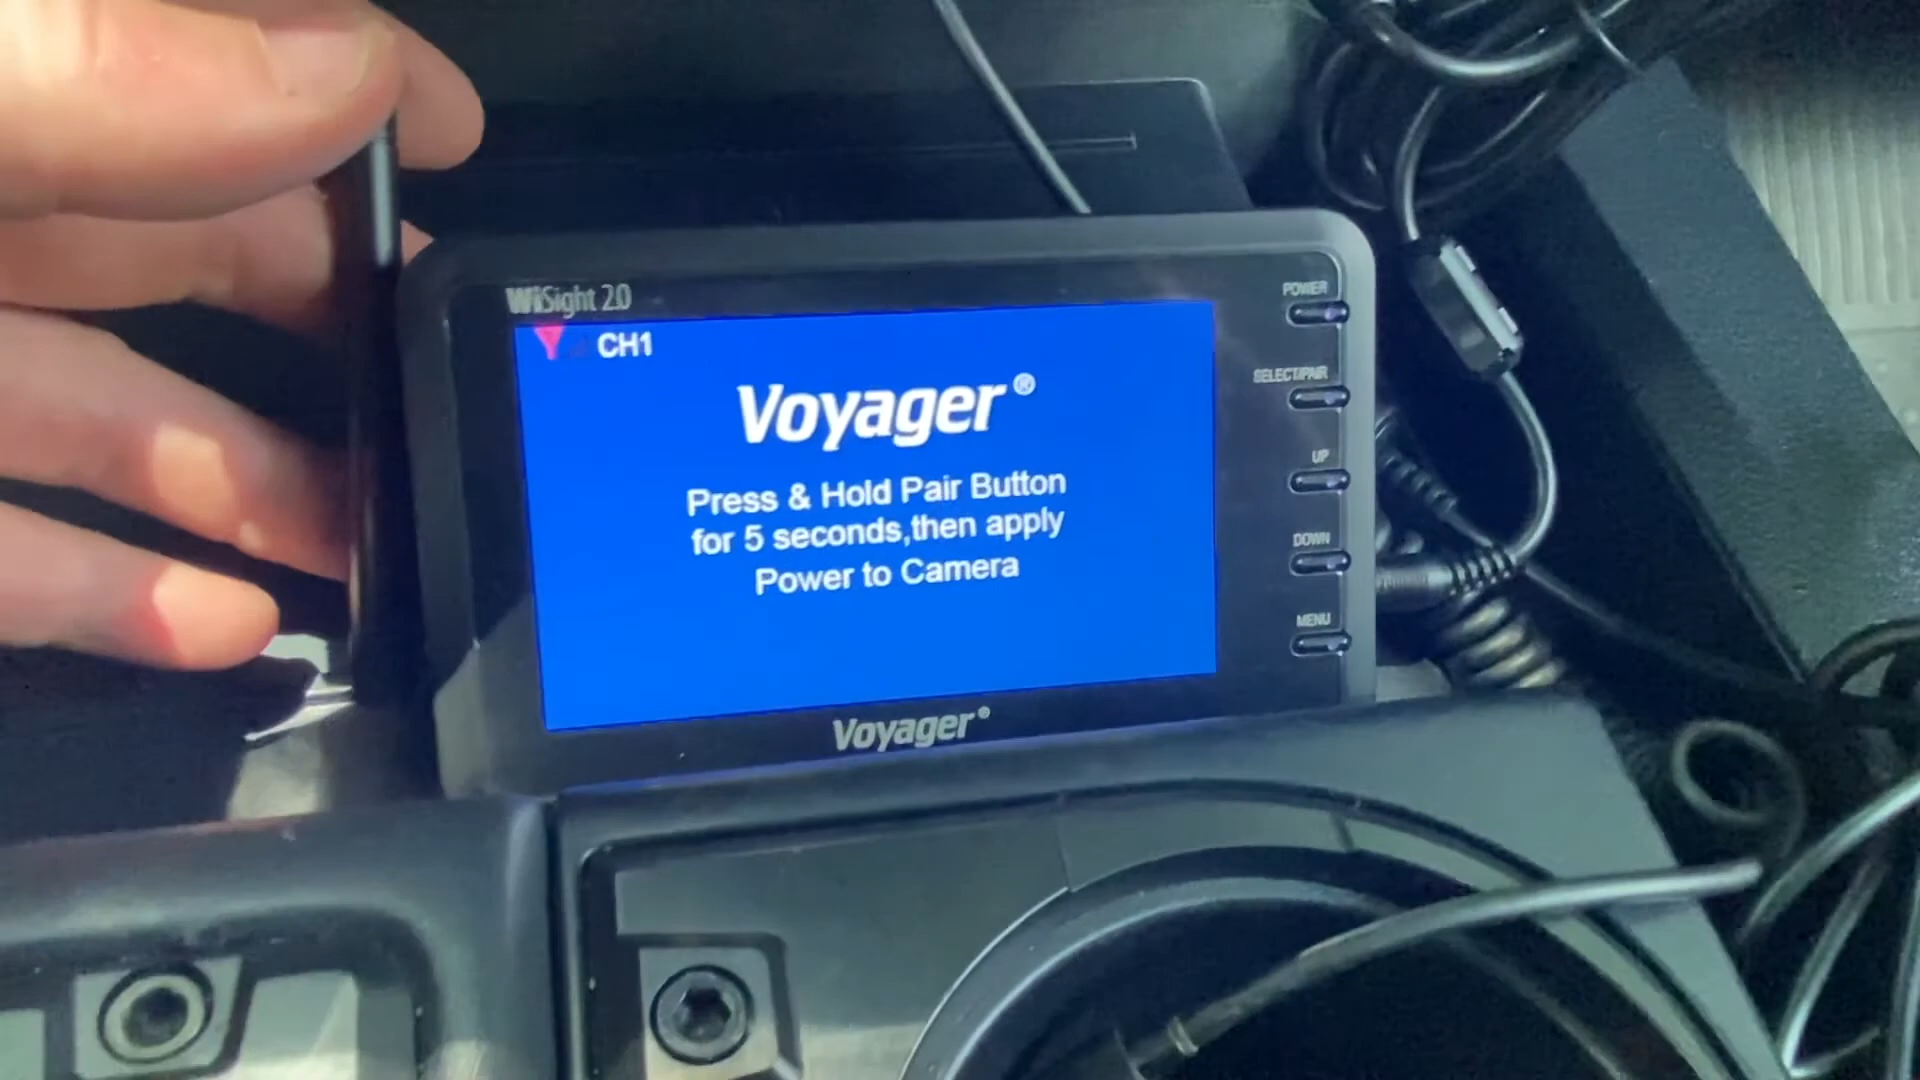 WiSight 2.0
CH1
Voyager®
Press & Hold Pair Button
for 5 seconds,then apply
Power to Camera
POWER
SELECT/PAIR
UP
DOWN
MENU
Voyager®